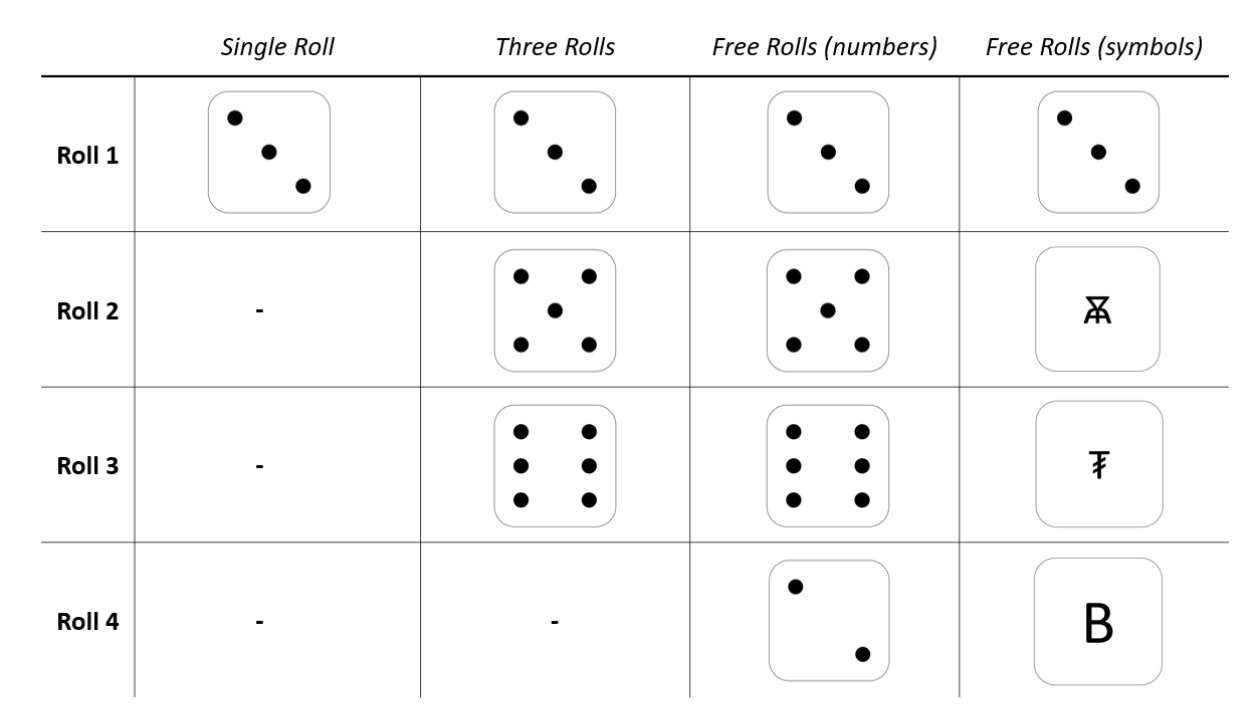 Single Roll Three Rolls Free Rolls (numbers) Free Rolls (symbols)
Roll 1
Roll 2 - Ѫ
Roll 3 - ₮
Roll 4 - - B